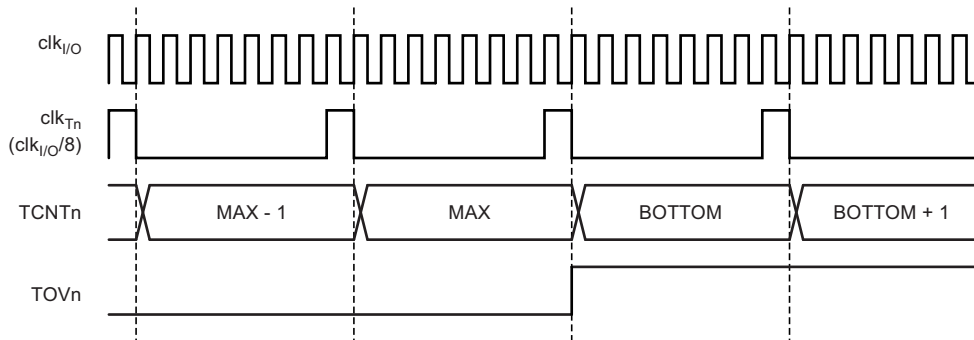 clkI/O
clkTn
(clkI/O/8)
TCNTn
MAX - 1
MAX
BOTTOM
BOTTOM + 1
TOVn